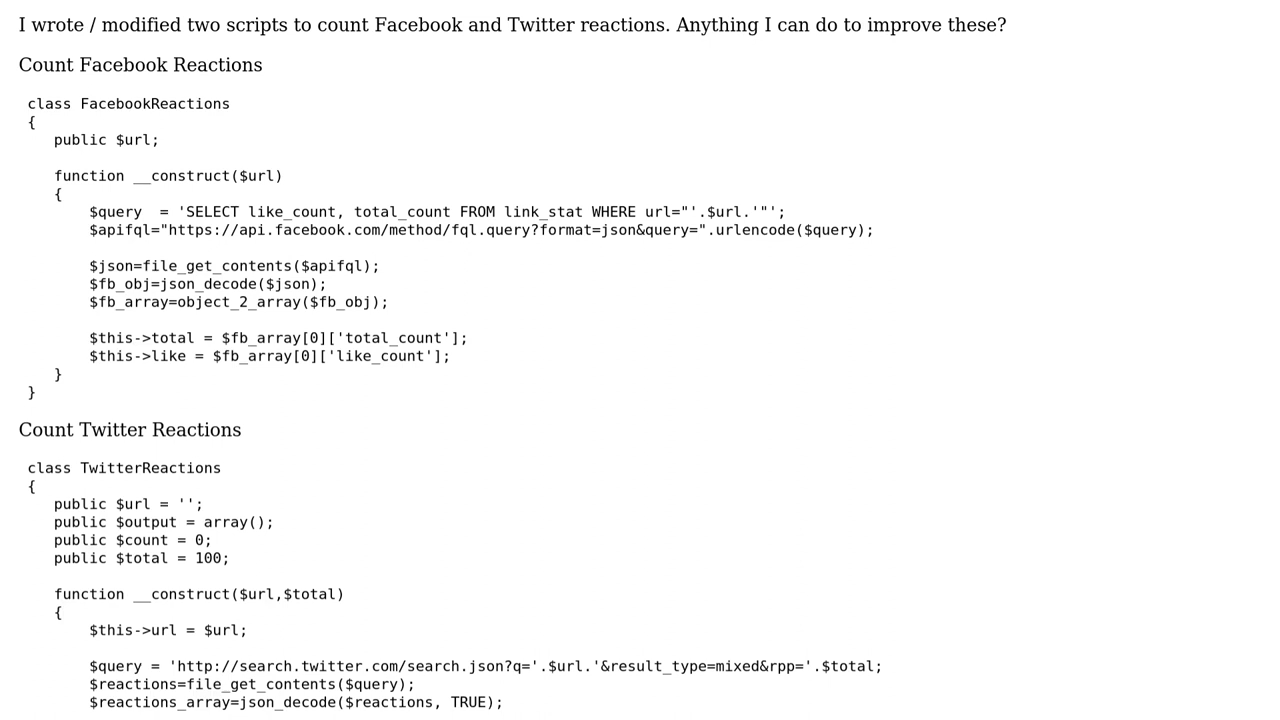 I wrote / modified two scripts to count Facebook and Twitter reactions. Anything I can do to improve these?
Count Facebook Reactions
class FacebookReactions
{
   public $url;

   function __construct($url)
   {
       $query  = 'SELECT like_count, total_count FROM link_stat WHERE url="'.$url.'"';
       $apifql="https://api.facebook.com/method/fql.query?format=json&query=".urlencode($query);

       $json=file_get_contents($apifql);
       $fb_obj=json_decode($json);
       $fb_array=object_2_array($fb_obj);

       $this->total = $fb_array[0]['total_count'];
       $this->like = $fb_array[0]['like_count'];
   }
}
Count Twitter Reactions
class TwitterReactions
{
   public $url = '';
   public $output = array();
   public $count = 0;
   public $total = 100;

   function __construct($url,$total)
   {
       $this->url = $url;

       $query = 'http://search.twitter.com/search.json?q='.$url.'&result_type=mixed&rpp='.$total;
       $reactions=file_get_contents($query);
       $reactions_array=json_decode($reactions, TRUE);